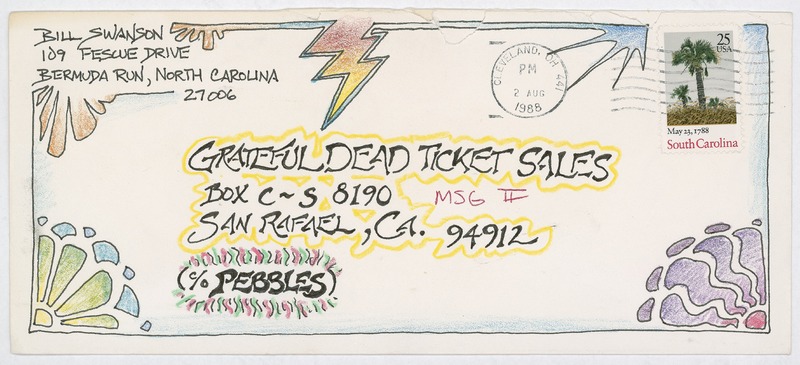 BILL SWANSON
109 FESCUE DRIVE
BERMUDA RUN, NORTH CAROLINA
27006
CLEVELAND, OH 441
PM
2 AUG
1988
25
USA
May 23, 1788
South Carolina
GRATEFUL DEAD TICKET SALES
BOX C~S 8190
MSG II
SAN RAFAEL, CA. 94912
(% PEBBLES)